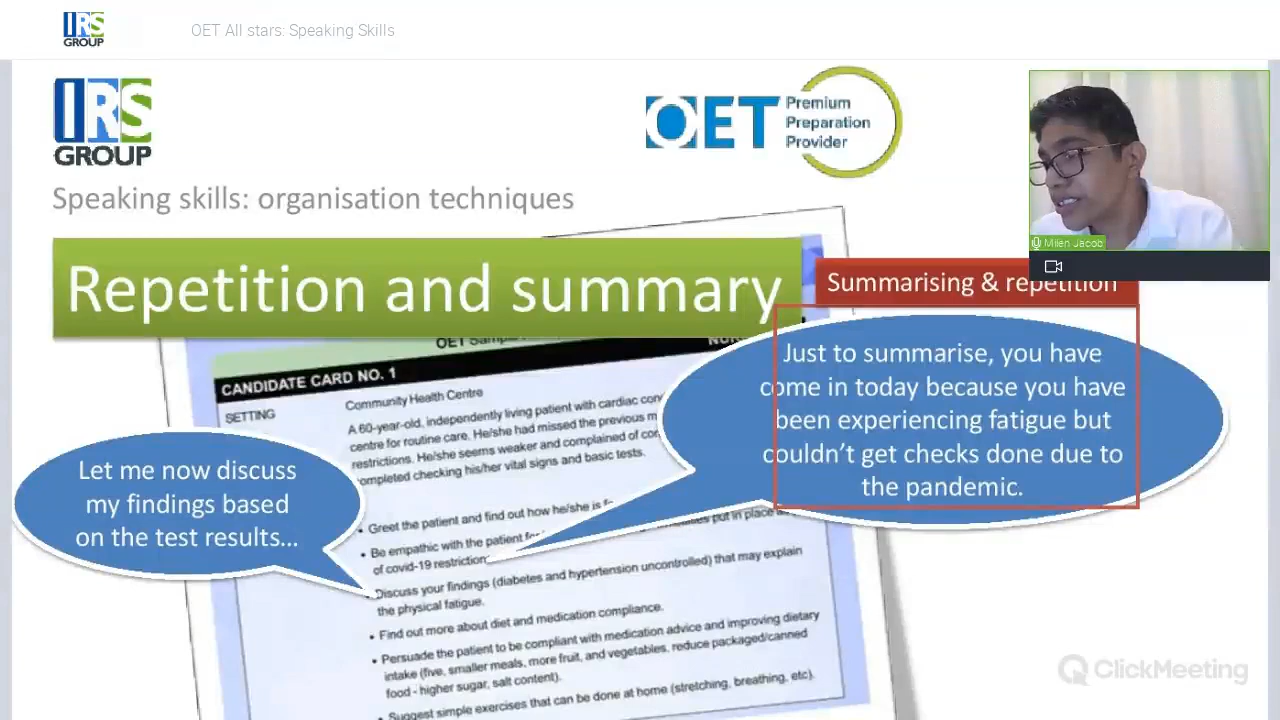 IRS
GROUP
OET All stars: Speaking Skills
IRS
GROUP
OET
Premium
Preparation
Provider
Speaking skills: organisation techniques
Milen Jacob
Repetition and summary
Summarising & repetition
OET Sample
CANDIDATE CARD NO. 1
SETTING
Community Health Centre
A 60-year-old, independently living patient with cardiac
centre for routine care. He/she had missed the previous
restrictions. He/she seems weaker and complained of
completed checking his/her vital signs and basic tests.
Just to summarise, you have
come in today because you have
been experiencing fatigue but
couldn't get checks done due to
the pandemic.
Let me now discuss
my findings based
on the test results...
• Greet the patient and find out how he/she is
• Be empathic with the patient
put in place
of covid-19 restrictions
• Discuss your findings (diabetes and hypertension uncontrolled) that may explain
the physical fatigue.
• Find out more about diet and medication compliance.
• Persuade the patient to be compliant with medication advice and improving dietary
intake (five, smaller meals, more fruit, and vegetables, reduce packaged/canned
food - higher sugar, salt content).
• Suggest simple exercises that can be done at home (stretching, breathing, etc).
ClickMeeting